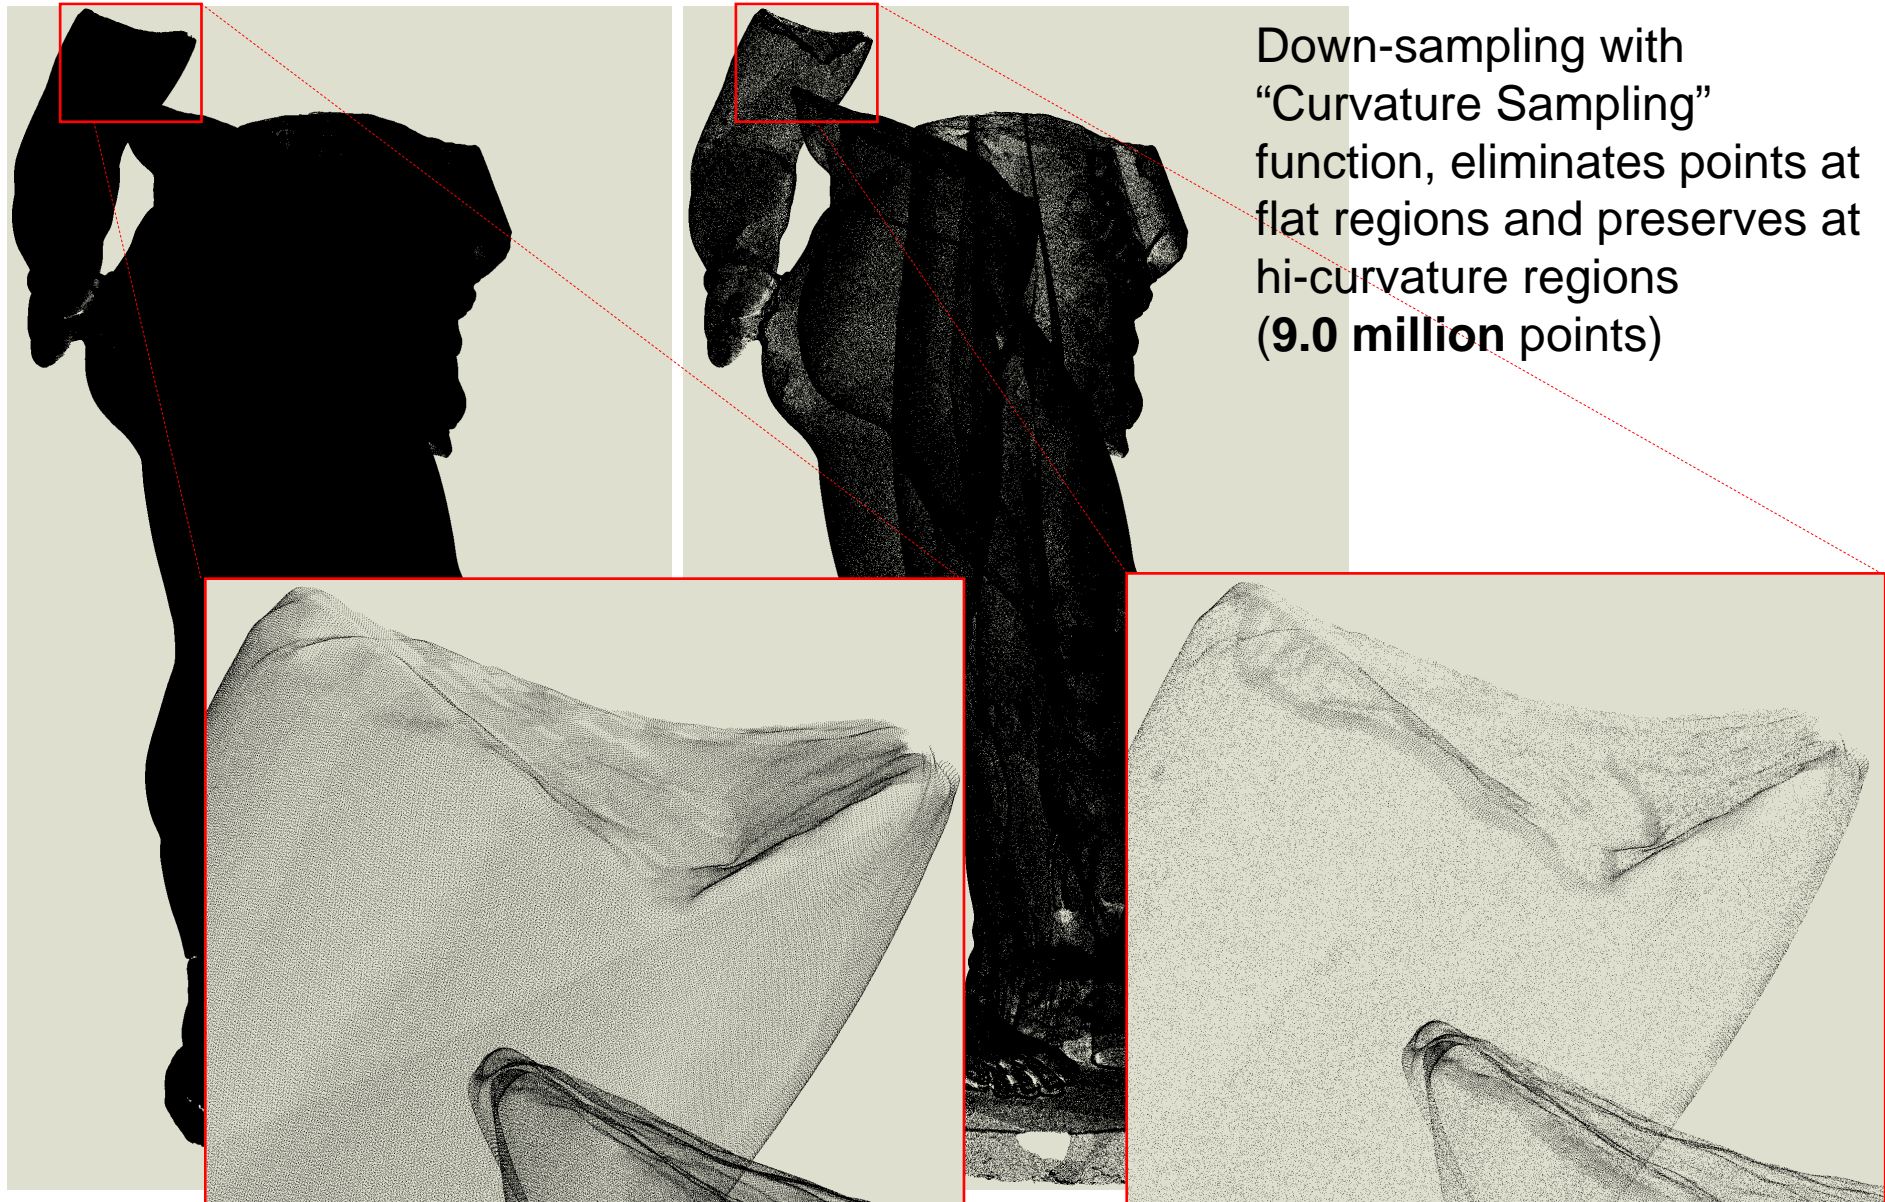 Down-sampling with
“Curvature Sampling”
function, eliminates points at
flat regions and preserves at
hi-curvature regions
(9.0 million points)